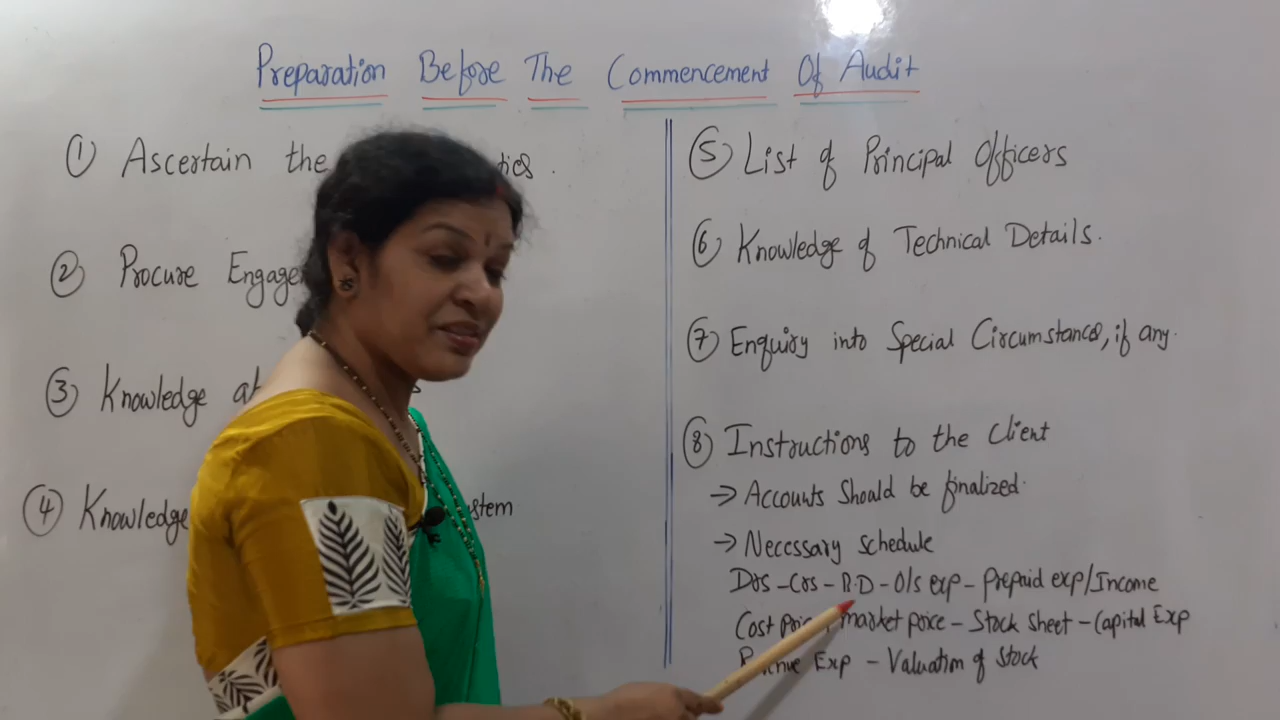 Preparation Before The Commencement Of Audit
① Ascertain the
② Procure
③ Knowledge
④ Knowledge
⑤ List of Principal Officers
⑥ Knowledge of Technical Details.
⑦ Enquiry into Special Circumstances, if any.
⑧ Instructions to the Client
→ Accounts Should be finalized.
→ Necessary schedule
Drs - Crs - B.D - O/s exp - Prepaid exp/Income
Cost market price - Stock Sheet - Capital Exp
Exp - Valuation of Stock